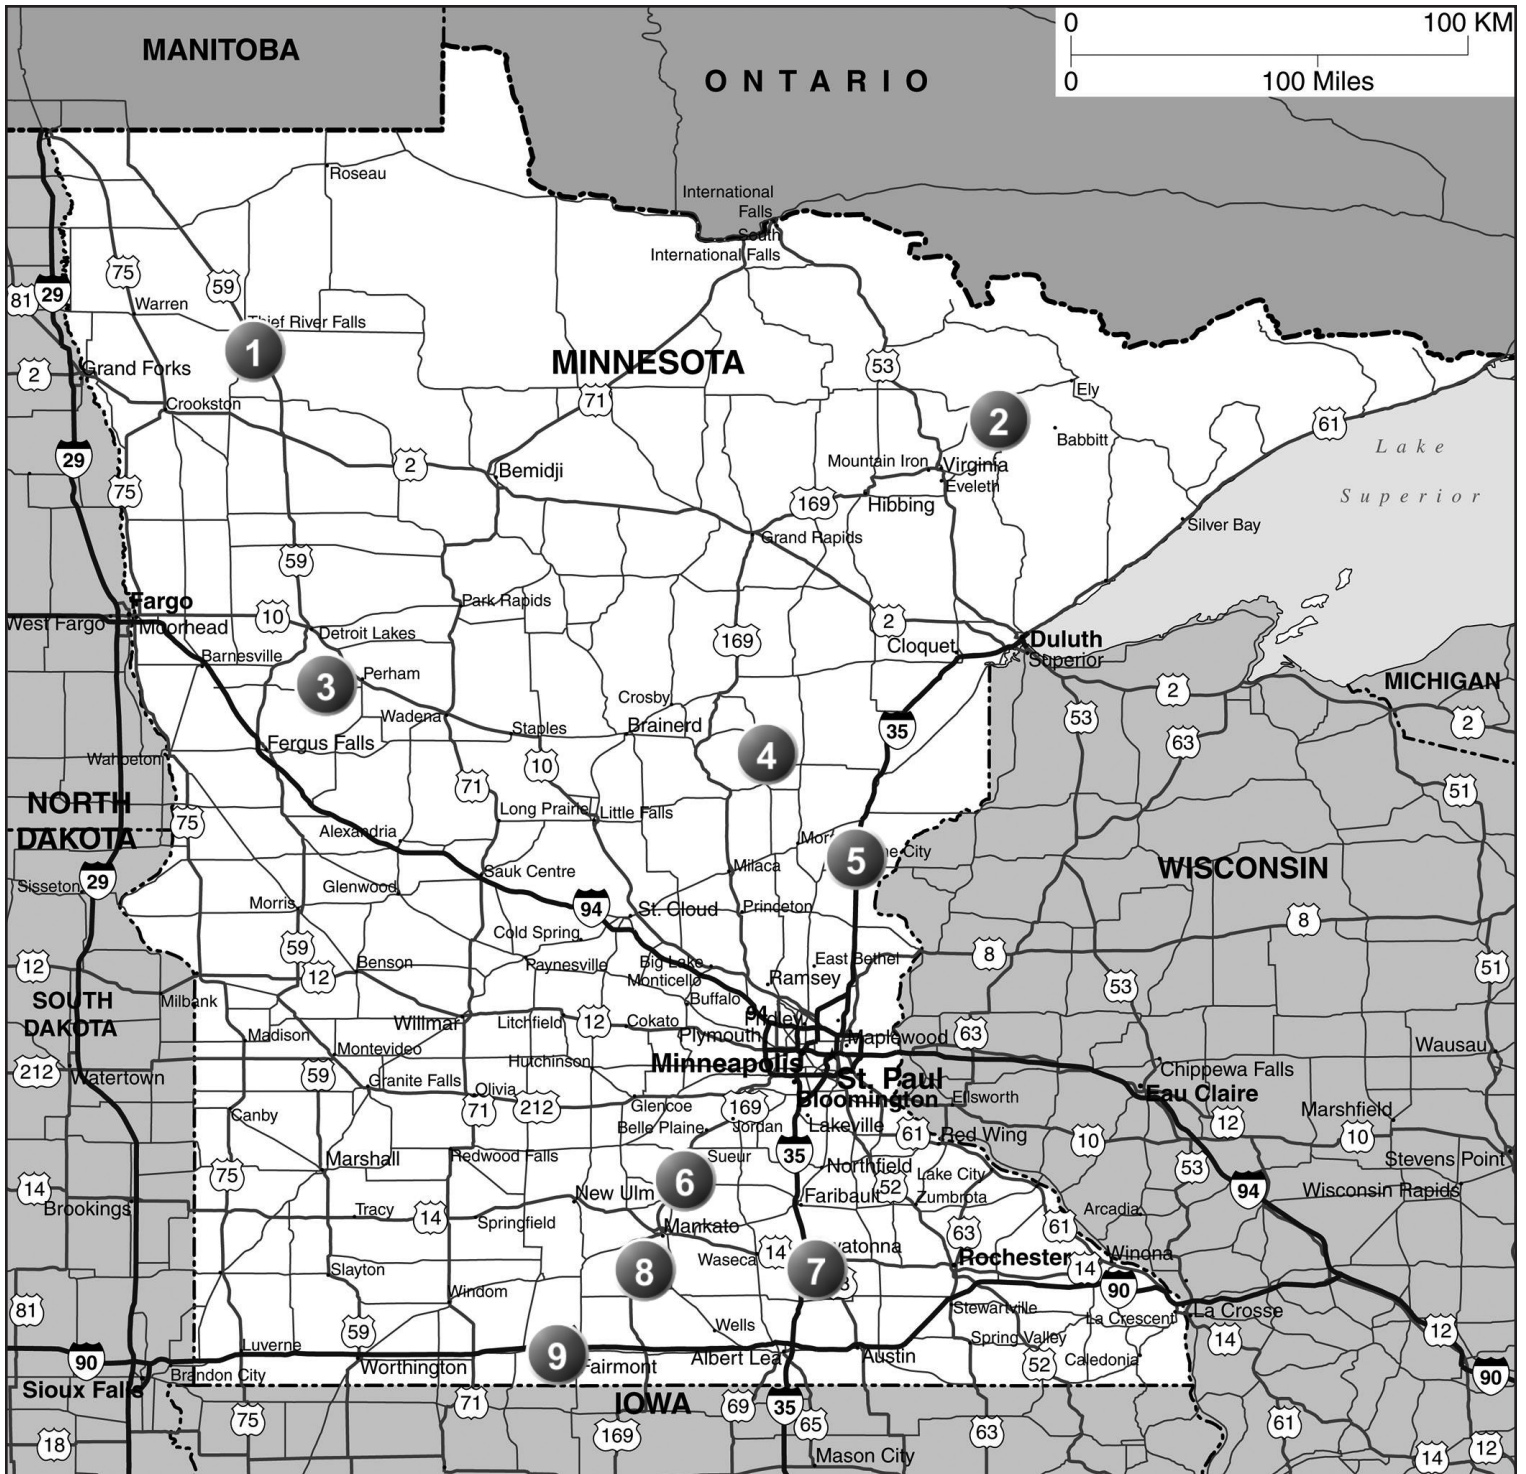 MANITOBA
ONTARIO
0
100 KM
0
100 Miles
Roseau
International
Falls
South
International Falls
75
59
81
29
Warren
Thief River Falls
1
MINNESOTA
2
Grand Forks
53
71
Ely
Crookston
2
61
Babbitt
Lake
Superior
29
2
Bemidji
Mountain Iron
Virginia
Eveleth
75
169
Hibbing
Silver Bay
Grand Rapids
59
Fargo
Park Rapids
West Fargo
Moorhead
10
Detroit Lakes
2
169
Cloquet
Duluth
Superior
Barnesville
3
Perham
Crosby
MICHIGAN
2
53
2
Wadena
Staples
Brainerd
35
63
Fergus Falls
4
Wahpeton
10
71
51
NORTH
DAKOTA
75
Long Prairie
Little Falls
Alexandria
Mor
5
ne City
Milaca
WISCONSIN
29
Sisseton
Glenwood
Sauk Centre
Morris
94
St. Cloud
Princeton
8
Cold Spring
59
8
12
12
Benson
Paynesville
Big Lake
East Bethel
51
Monticello
Ramsey
53
SOUTH
DAKOTA
Milbank
Buffalo
94
Fridley
Willmar
Litchfield
12
Cokato
Plymouth
Maplewood
63
Madison
Montevideo
Wausau
Hutchinson
Minneapolis
212
Watertown
59
Granite Falls
Olivia
St. Paul
Chippewa Falls
Eau Claire
71
212
Glencoe
169
Bloomington
Ellsworth
Canby
Belle Plaine
Jordan
Lakeville
61
Red Wing
10
12
Marshfield
10
Marshall
Redwood Falls
Sueur
35
Northfield
Lake City
53
Stevens Point
75
6
14
Brookings
New Ulm
Faribault
52
Zumbrota
94
Wisconsin Rapids
Tracy
14
Springfield
Mankato
63
61
Arcadia
Waseca
14
watonna
Rochester
14
Winona
Slayton
8
7
90
81
Windom
Stewartville
La Crescent
La Crosse
59
Wells
Spring Valley
14
12
90
Luverne
9
Fairmont
Albert Lea
Austin
52
Caledonia
Sioux Falls
Brandon City
Worthington
90
71
IOWA
69
35
65
75
169
63
61
18
Mason City
14
12